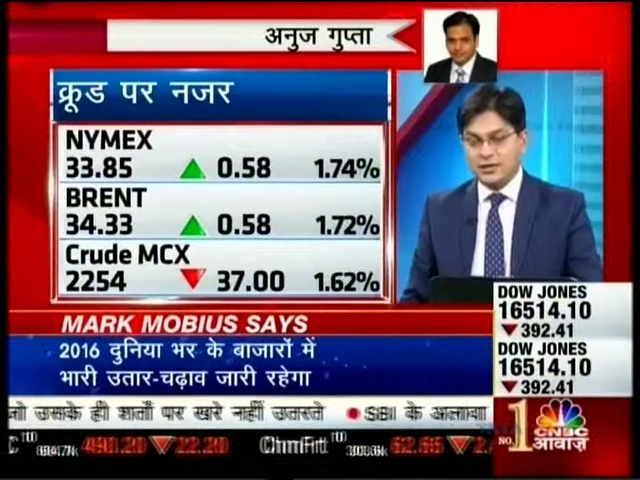 अनुज गुप्ता
क्रूड पर नजर
NYMEX
33.85 0.58 1.74%
BRENT
34.33 0.58 1.72%
Crude MCX
2254 37.00 1.62%
DOW JONES
16514.10
392.41
DOW JONES
16514.10
392.41
MARK MOBIUS SAYS
2016 दुनिया भर के बाजारों में
भारी उतार-चढ़ाव जारी रहेगा
जो उसके ही शर्तों पर खरे नहीं उतरते SBI के अलावा
NO. 1 CNBC
आवाज़